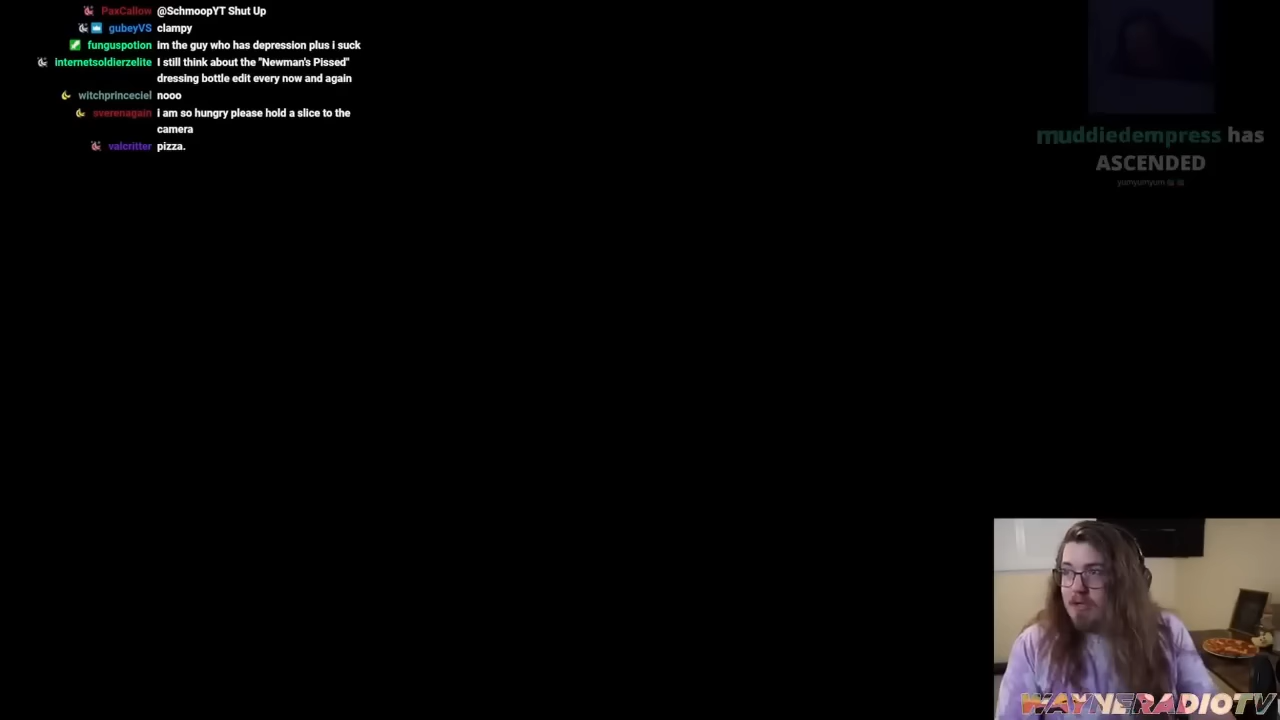 PaxCallow @SchmoopYT Shut Up
gubeyVS clampy
funguspotion im the guy who has depression plus i suck
internetsoldierzelite I still think about the "Newman's Pissed"
dressing bottle edit every now and again
witchprinceciel nooo
sverenagain i am so hungry please hold a slice to the
camera
valcritter pizza.
muddiedempress has
ASCENDED
yumyumyum
WAYNERADIOTV